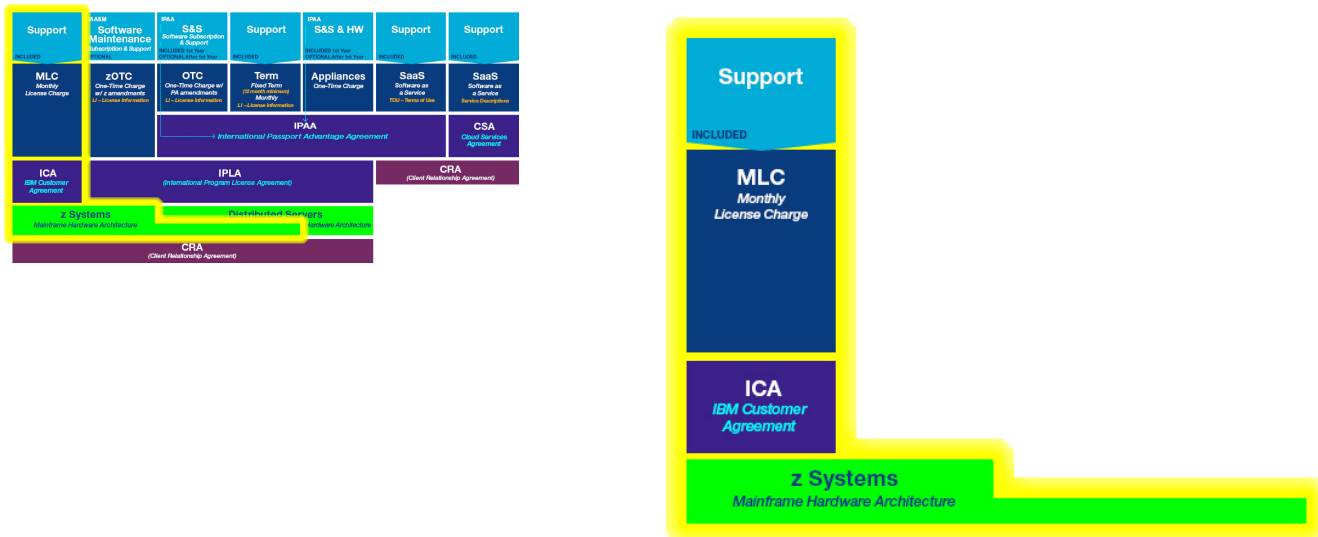 Support
INCLUDED
Software
Maintenance
Subscription & Support
OPTIONAL
IPAA
S&S
Software Subscription
& Support
INCLUDED 1st Year
OPTIONAL After 1st Year
Support
INCLUDED
IPAA
S&S & HW
INCLUDED 1st Year
OPTIONAL After 1st Year
Support
INCLUDED
Support
INCLUDED
MLC
Monthly
License Charge
zOTC
One-Time Charge
w/ z amendments
LI – License Information
OTC
One-Time Charge w/
PA amendments
LI – License Information
Term
Fixed Term
(12 month minimum)
Monthly
LI – License Information
Appliances
One-Time Charge
SaaS
Software as
a Service
TOU – Terms of Use
SaaS
Software as
a Service
Service Descriptions
IPAA
International Passport Advantage Agreement
CSA
Cloud Services
Agreement
ICA
IBM Customer
Agreement
IPLA
(International Program License Agreement)
CRA
(Client Relationship Agreement)
z Systems
Mainframe Hardware Architecture
Distributed Servers
Hardware Architecture
CRA
(Client Relationship Agreement)
Support
INCLUDED
MLC
Monthly
License Charge
ICA
IBM Customer
Agreement
z Systems
Mainframe Hardware Architecture